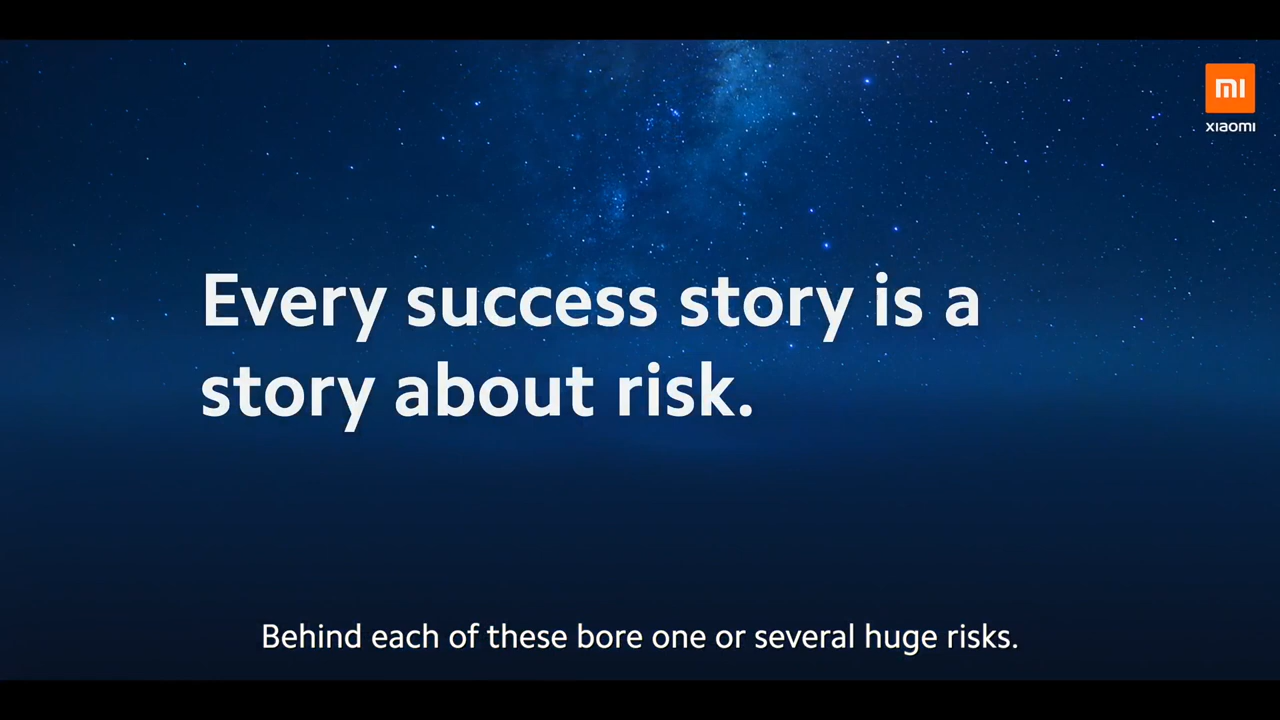 mi
xiaomi
Every success story is a
story about risk.
Behind each of these bore one or several huge risks.